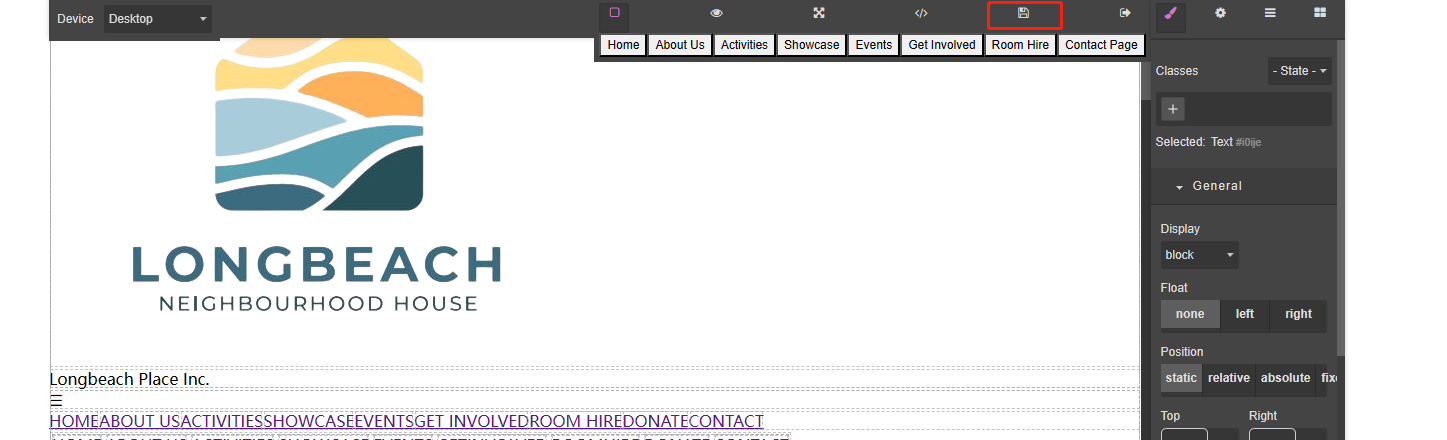 Device Desktop
Home About Us Activities Showcase Events Get Involved Room Hire Contact Page
Classes - State -
Selected: Text #i0ije
General
Display
block
Float
none left right
Position
static relative absolute fixe
Top Right
LONGBEACH
NEIGHBOURHOOD HOUSE
Longbeach Place Inc.
HOMEABOUT USACTIVITIESSHOWCASEEVENTSGET INVOLVEDROOM HIREDONATECONTACT